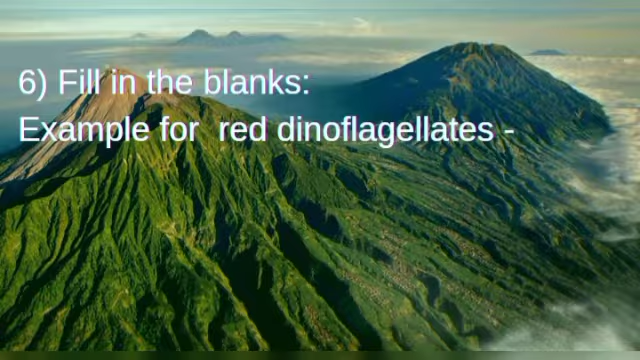 6) Fill in the blanks:
Example for  red dinoflagellates -